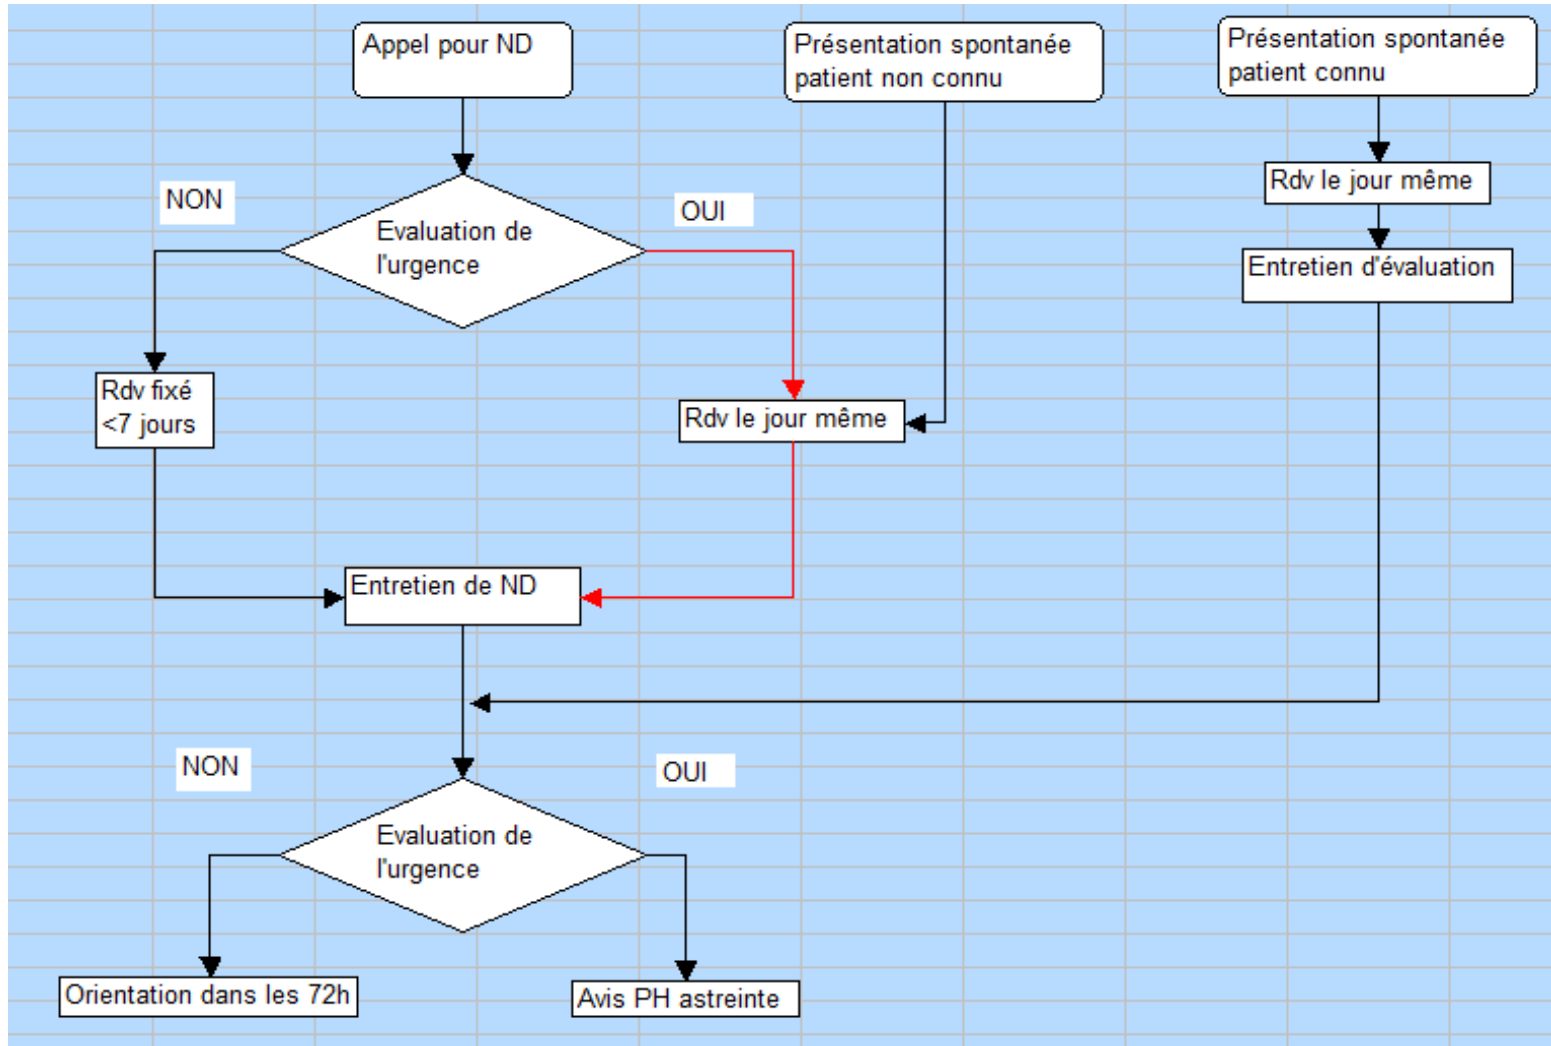 Appel pour ND
Présentation spontanée
patient non connu
Présentation spontanée
patient connu
Rdv le jour même
NON
OUI
Evaluation de
l'urgence
Entretien d'évaluation
Rdv fixé
<7 jours
Rdv le jour même
Entretien de ND
NON
OUI
Evaluation de
l'urgence
Orientation dans les 72h
Avis PH astreinte